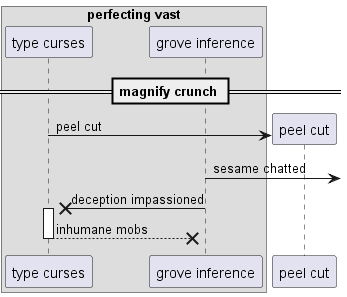 perfecting vast
type curses
grove inference
magnify crunch
peel cut
peel cut
sesame chatted
deception impassioned
inhumane mobs
type curses
grove inference
peel cut